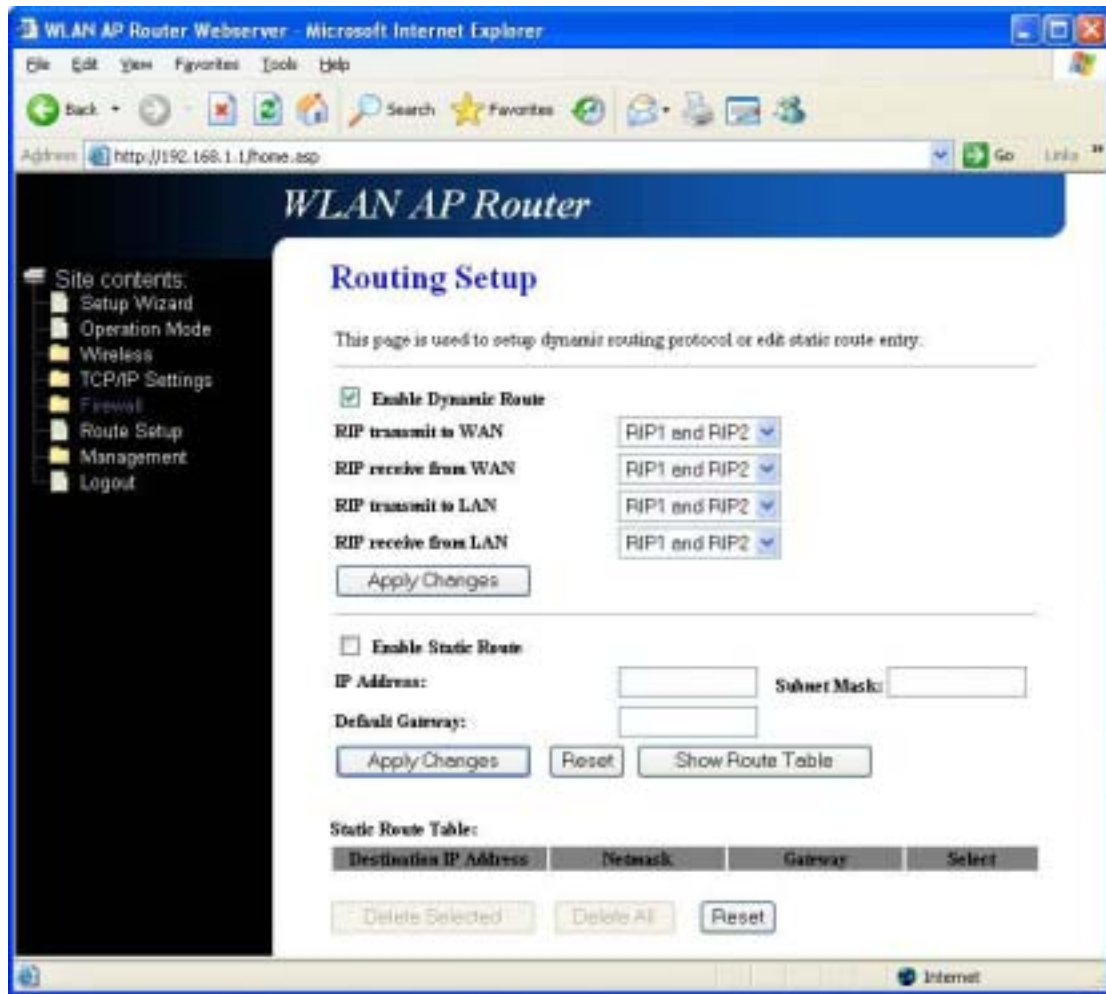 WLAN AP Router Webserver - Microsoft Internet Explorer
File Edit View Favorites Tools Help
Back Search Favorites
Address http://192.168.1.1/home.asp Go Links »
WLAN AP Router
Site contents:
Setup Wizard
Operation Mode
Wireless
TCP/IP Settings
Firewall
Route Setup
Management
Logout
Routing Setup
This page is used to setup dynamic routing protocol or edit static route entry.
Enable Dynamic Route
RIP transmit to WAN RIP1 and RIP2
RIP receive from WAN RIP1 and RIP2
RIP transmit to LAN RIP1 and RIP2
RIP receive from LAN RIP1 and RIP2
Apply Changes
Enable Static Route
IP Address: Subnet Mask:
Default Gateway:
Apply Changes Reset Show Route Table
Static Route Table:
Destination IP Address Netmask Gateway Select
Delete Selected Delete All Reset
Internet